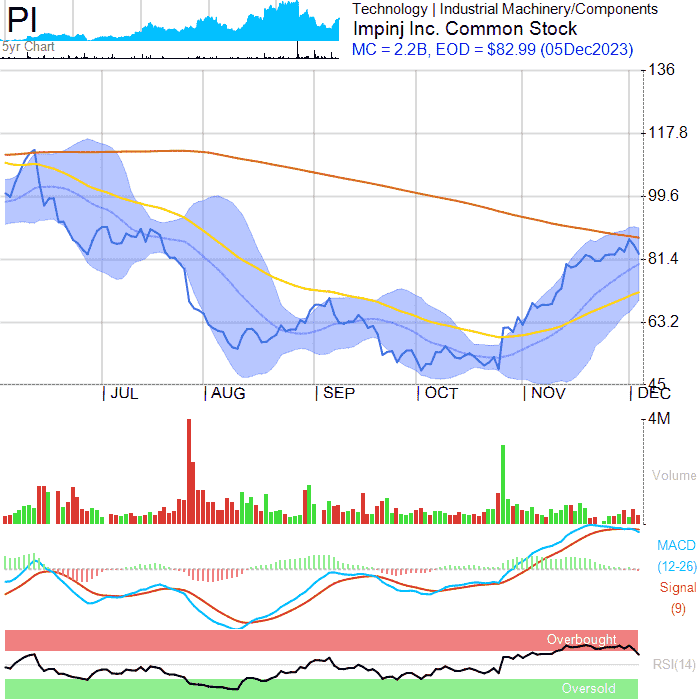 PI
5yr Chart
Technology | Industrial Machinery/Components
Impinj Inc. Common Stock
MC = 2.2B, EOD = $82.99 (05Dec2023)
136
117.8
99.6
81.4
63.2
45
JUL
AUG
SEP
OCT
NOV
DEC
4M
Volume
MACD
(12-26)
Signal
(9)
Overbought
RSI(14)
Oversold